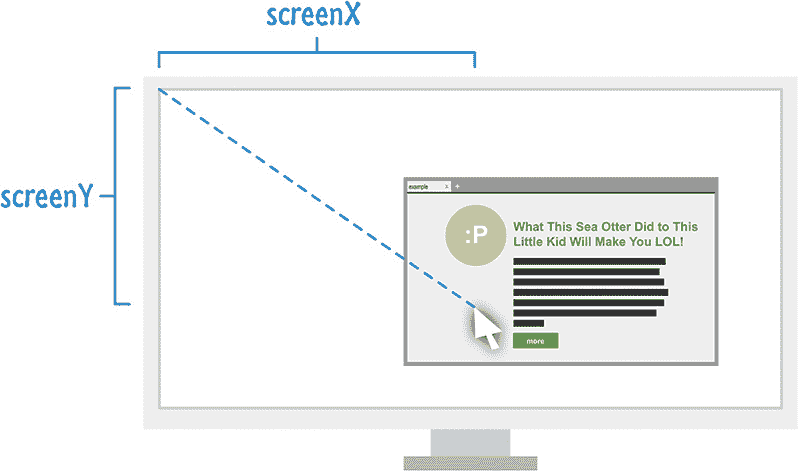 screenX
screenY
example x +
:P
What This Sea Otter Did to This
Little Kid Will Make You LOL!
more